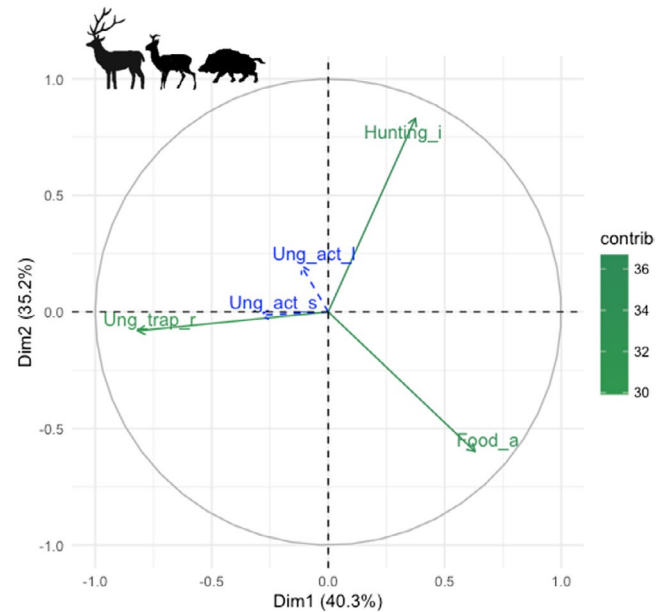 1.0
Hunting_i
0.5
contrib
Ung_act_l
36
Ung_act_s
0.0
Ung_trap_r
34
32
30
Dim2 (35.2%)
-0.5
Food_a
-1.0
-1.0 -0.5 0.0 0.5 1.0
Dim1 (40.3%)